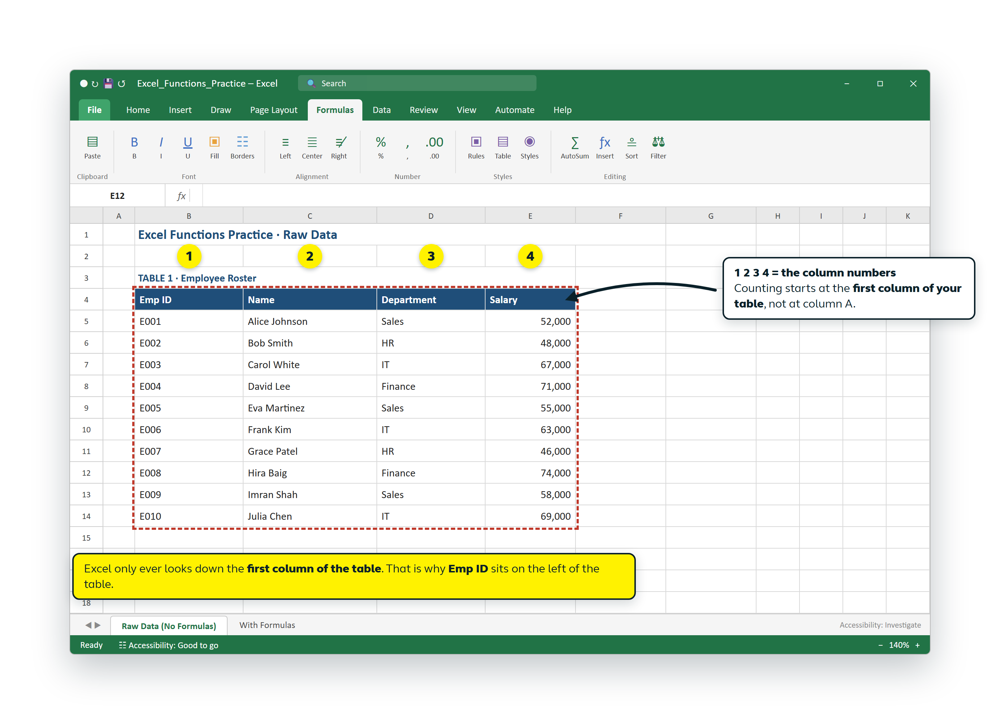 Excel_Functions_Practice – Excel
Search
File Home Insert Draw Page Layout Formulas Data Review View Automate Help
B I U % , .00 ∑ fx
Paste B I U Fill Borders Left Center Right % , .00 Rules Table Styles AutoSum Insert Sort Filter
Clipboard Font Alignment Number Styles Editing
E12 fx
A B C D E F G H I J K
1 Excel Functions Practice · Raw Data
2 1 2 3 4
3 TABLE 1 · Employee Roster
1 2 3 4 = the column numbers
Counting starts at the first column of your
table, not at column A.
4 Emp ID Name Department Salary
5 E001 Alice Johnson Sales 52,000
6 E002 Bob Smith HR 48,000
7 E003 Carol White IT 67,000
8 E004 David Lee Finance 71,000
9 E005 Eva Martinez Sales 55,000
10 E006 Frank Kim IT 63,000
11 E007 Grace Patel HR 46,000
12 E008 Hira Baig Finance 74,000
13 E009 Imran Shah Sales 58,000
14 E010 Julia Chen IT 69,000
15
Excel only ever looks down the first column of the table. That is why Emp ID sits on the left of the
table.
18
Raw Data (No Formulas) With Formulas Accessibility: Investigate
Ready Accessibility: Good to go − 140% +